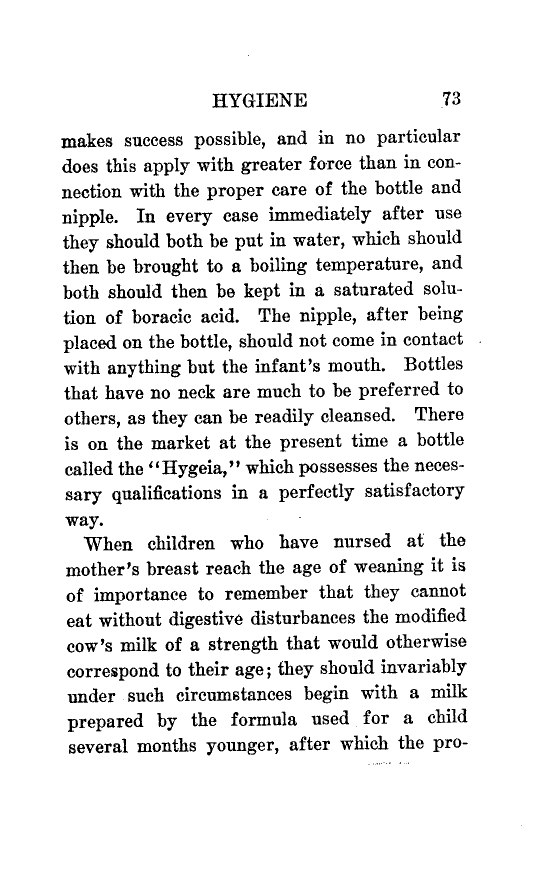 HYGIENE 73
makes success possible, and in no particular
does this apply with greater force than in con-
nection with the proper care of the bottle and
nipple. In every case immediately after use
they should both be put in water, which should
then be brought to a boiling temperature, and
both should then be kept in a saturated solu-
tion of boracic acid. The nipple, after being
placed on the bottle, should not come in contact
with anything but the infant's mouth. Bottles
that have no neck are much to be preferred to
others, as they can be readily cleansed. There
is on the market at the present time a bottle
called the "Hygeia," which possesses the neces-
sary qualifications in a perfectly satisfactory
way.
When children who have nursed at the
mother's breast reach the age of weaning it is
of importance to remember that they cannot
eat without digestive disturbances the modified
cow's milk of a strength that would otherwise
correspond to their age; they should invariably
under such circumstances begin with a milk
prepared by the formula used for a child
several months younger, after which the pro-